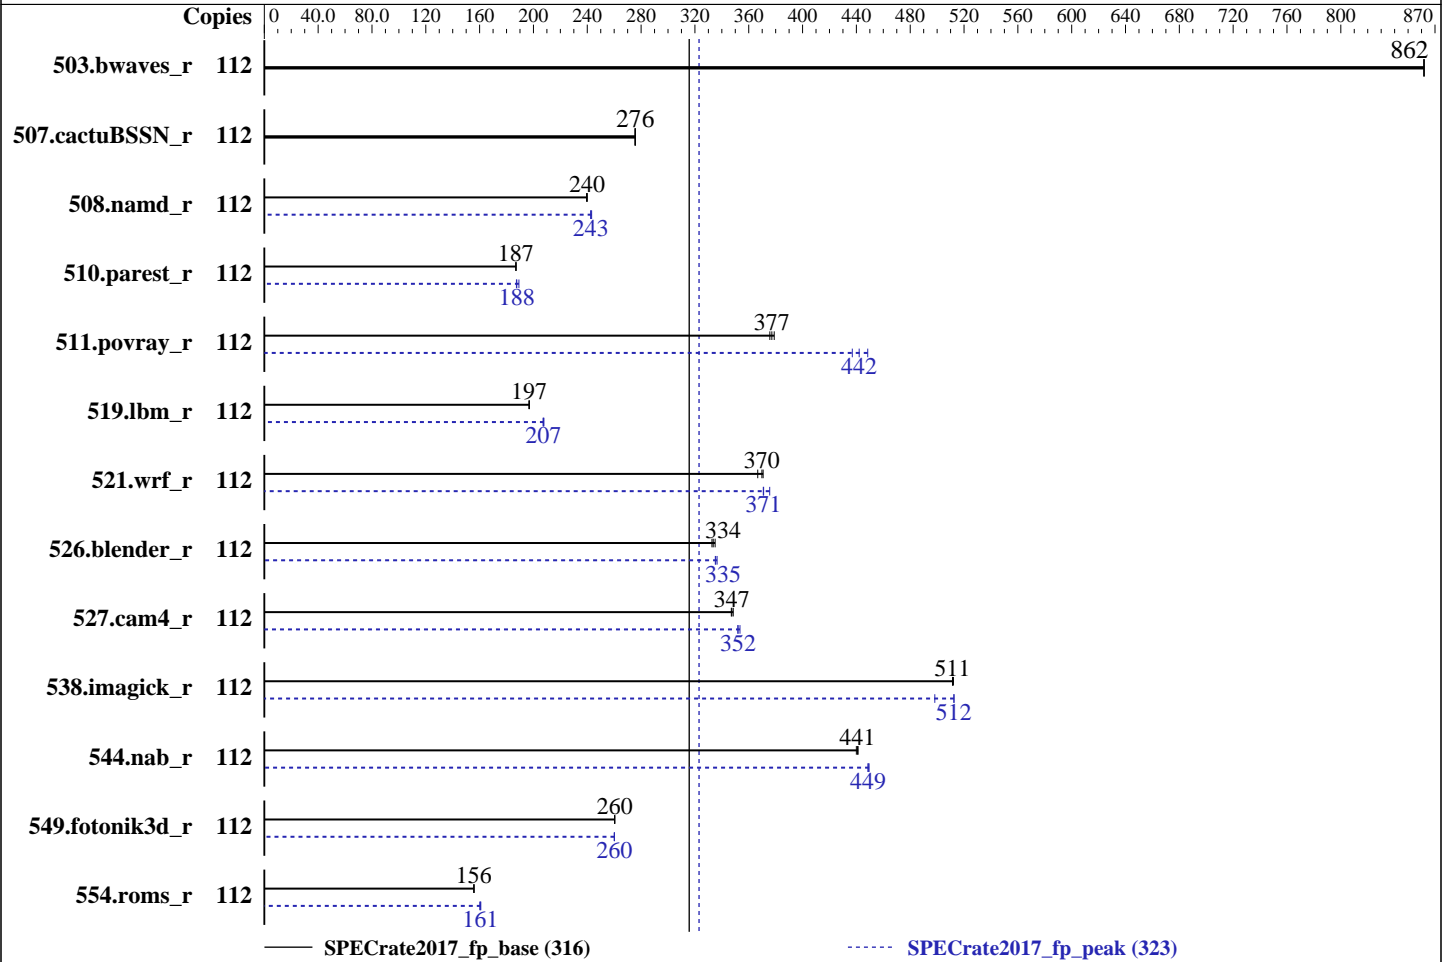 Copies 0 40.0 80.0 120 160 200 240 280 320 360 400 440 480 520 560 600 640 680 720 760 800 870
503.bwaves_r 112 862
507.cactuBSSN_r 112 276
508.namd_r 112 240
243
510.parest_r 112 187
188
511.povray_r 112 377
442
519.lbm_r 112 197
207
521.wrf_r 112 370
371
526.blender_r 112 334
335
527.cam4_r 112 347
352
538.imagick_r 112 511
512
544.nab_r 112 441
449
549.fotonik3d_r 112 260
260
554.roms_r 112 156
161
SPECrate2017_fp_base (316) SPECrate2017_fp_peak (323)